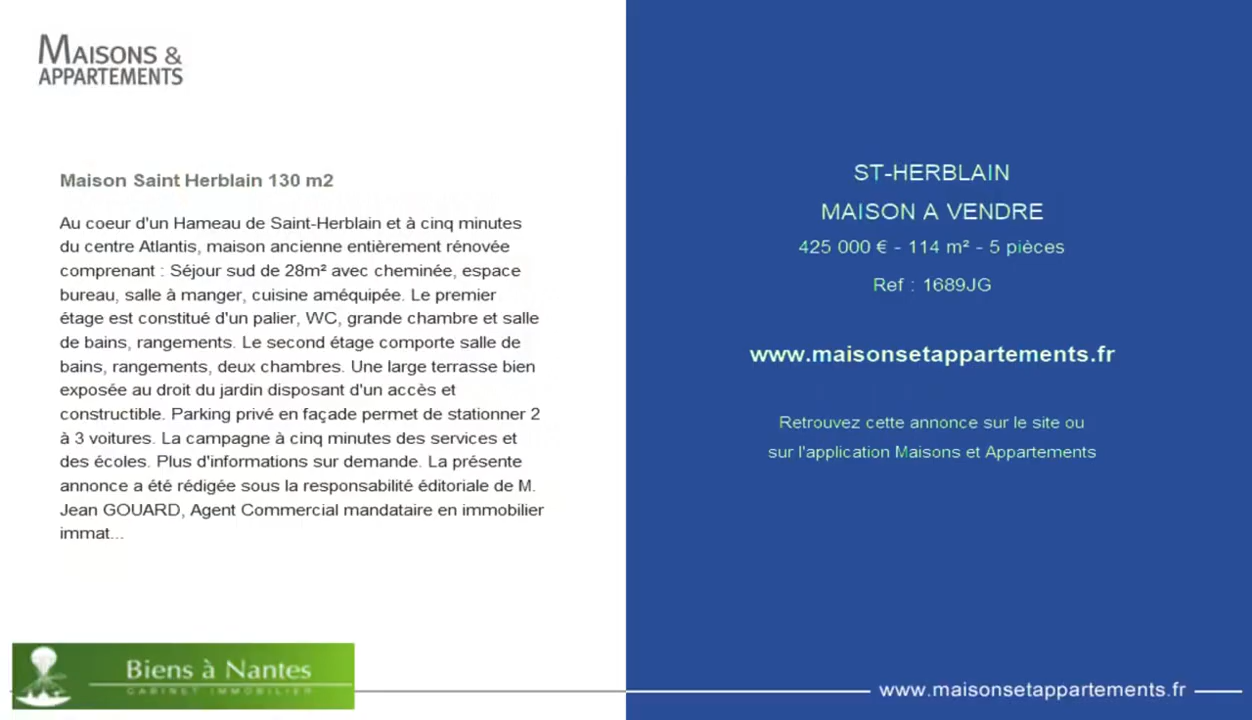 MAISONS &
APPARTEMENTS
Maison Saint Herblain 130 m2
Au coeur d'un Hameau de Saint-Herblain et à cinq minutes
du centre Atlantis, maison ancienne entièrement rénovée
comprenant : Séjour sud de 28m² avec cheminée, espace
bureau, salle à manger, cuisine améquipée. Le premier
étage est constitué d'un palier, WC, grande chambre et salle
de bains, rangements. Le second étage comporte salle de
bains, rangements, deux chambres. Une large terrasse bien
exposée au droit du jardin disposant d'un accès et
constructible. Parking privé en façade permet de stationner 2
à 3 voitures. La campagne à cinq minutes des services et
des écoles. Plus d'informations sur demande. La présente
annonce a été rédigée sous la responsabilité éditoriale de M.
Jean GOUARD, Agent Commercial mandataire en immobilier
immat...
ST-HERBLAIN
MAISON A VENDRE
425 000 € - 114 m² - 5 pièces
Ref : 1689JG
www.maisonsetappartements.fr
Retrouvez cette annonce sur le site ou
sur l'application Maisons et Appartements
Biens à Nantes
CABINET IMMOBILIER
www.maisonsetappartements.fr